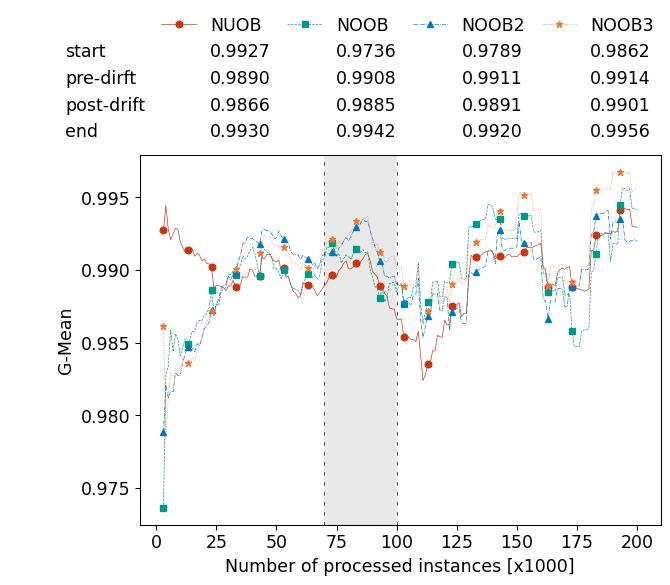 NUOB NOOB NOOB2 NOOB3
start 0.9927 0.9736 0.9789 0.9862
pre-dirft 0.9890 0.9908 0.9911 0.9914
post-drift 0.9866 0.9885 0.9891 0.9901
end 0.9930 0.9942 0.9920 0.9956
0.995
0.990
0.985
0.980
0.975
G-Mean
0 25 50 75 100 125 150 175 200
Number of processed instances [x1000]